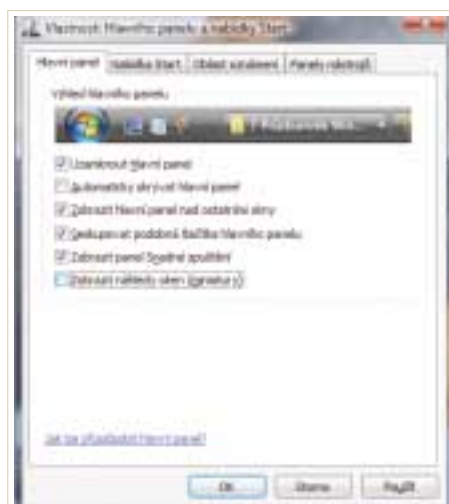 Vlastnosti Hlavního panelu a nabídky Start
Hlavní panel
Nabídka Start
Oblast oznámení
Panely nástrojů
Vzhled hlavního panelu
7 Průzkumník
Uzamknout hlavní panel
Automaticky skrývat hlavní panel
Zobrazit hlavní panel nad ostatními okny
Seskupovat podobná tlačítka hlavního panelu
Zobrazit panel Snadné spuštění
Zobrazit náhledy oken (miniatury)
Jak lze přizpůsobit hlavní panel?
OK
Storno
Použít